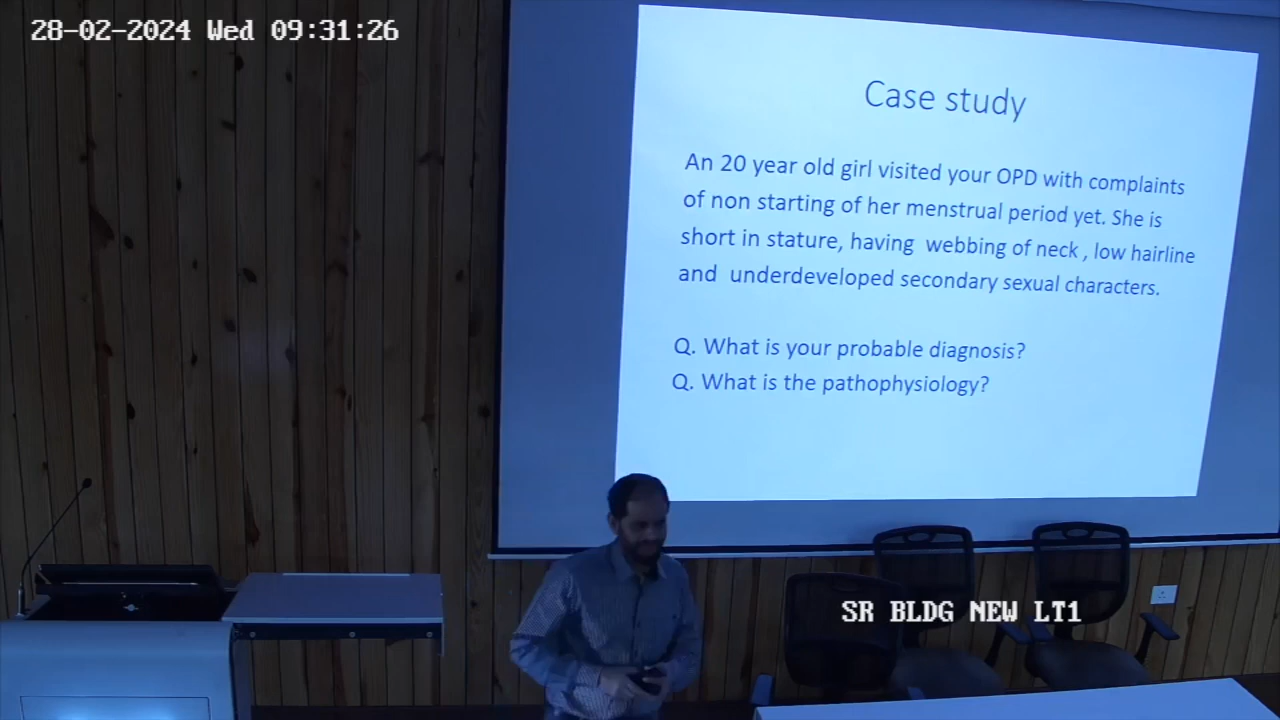 28-02-2024 Wed 09:31:26
Case study
An 20 year old girl visited your OPD with complaints
of non starting of her menstrual period yet. She is
short in stature, having webbing of neck , low hairline
and underdeveloped secondary sexual characters.
Q. What is your probable diagnosis?
Q. What is the pathophysiology?
SR BLDG NEW LT1